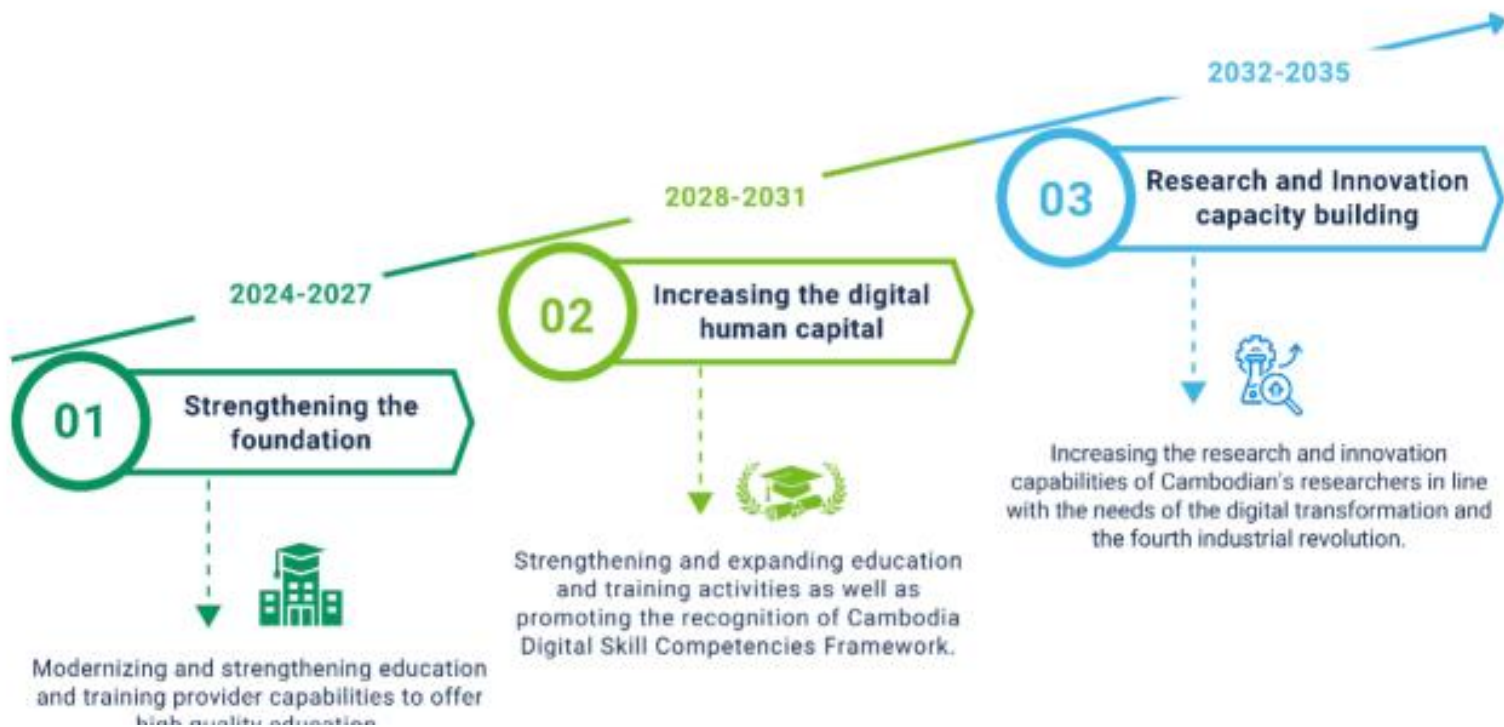 2024-2027
01
Strengthening the
foundation
Modernizing and strengthening education
and training provider capabilities to offer
high quality education
2028-2031
02
Increasing the digital
human capital
Strengthening and expanding education
and training activities as well as
promoting the recognition of Cambodia
Digital Skill Competencies Framework.
2032-2035
03
Research and Innovation
capacity building
Increasing the research and innovation
capabilities of Cambodian's researchers in line
with the needs of the digital transformation and
the fourth industrial revolution.